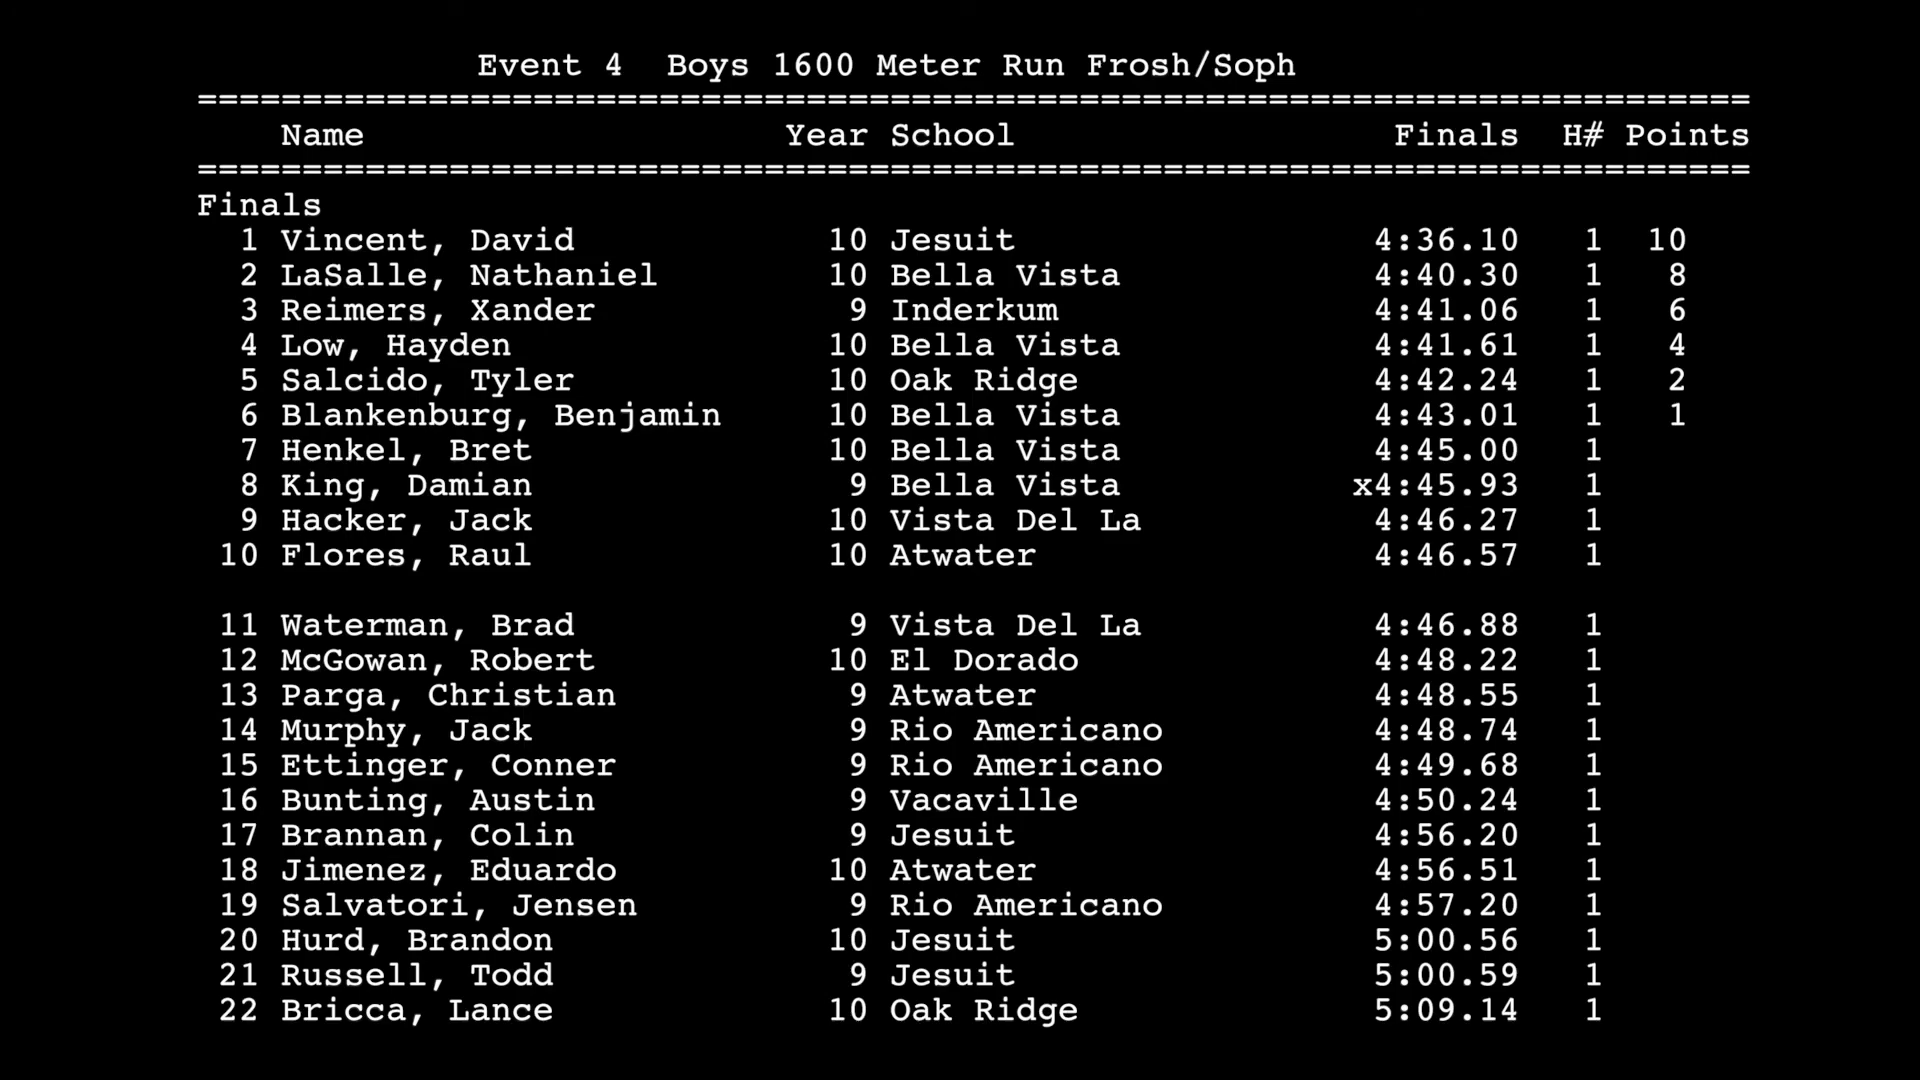 Event 4  Boys 1600 Meter Run Frosh/Soph
==========================================================================
Name Year School Finals H# Points
==========================================================================
Finals
1 Vincent, David 10 Jesuit 4:36.10 1 10
2 LaSalle, Nathaniel 10 Bella Vista 4:40.30 1 8
3 Reimers, Xander 9 Inderkum 4:41.06 1 6
4 Low, Hayden 10 Bella Vista 4:41.61 1 4
5 Salcido, Tyler 10 Oak Ridge 4:42.24 1 2
6 Blankenburg, Benjamin 10 Bella Vista 4:43.01 1 1
7 Henkel, Bret 10 Bella Vista 4:45.00 1
8 King, Damian 9 Bella Vista x4:45.93 1
9 Hacker, Jack 10 Vista Del La 4:46.27 1
10 Flores, Raul 10 Atwater 4:46.57 1
11 Waterman, Brad 9 Vista Del La 4:46.88 1
12 McGowan, Robert 10 El Dorado 4:48.22 1
13 Parga, Christian 9 Atwater 4:48.55 1
14 Murphy, Jack 9 Rio Americano 4:48.74 1
15 Ettinger, Conner 9 Rio Americano 4:49.68 1
16 Bunting, Austin 9 Vacaville 4:50.24 1
17 Brannan, Colin 9 Jesuit 4:56.20 1
18 Jimenez, Eduardo 10 Atwater 4:56.51 1
19 Salvatori, Jensen 9 Rio Americano 4:57.20 1
20 Hurd, Brandon 10 Jesuit 5:00.56 1
21 Russell, Todd 9 Jesuit 5:00.59 1
22 Bricca, Lance 10 Oak Ridge 5:09.14 1